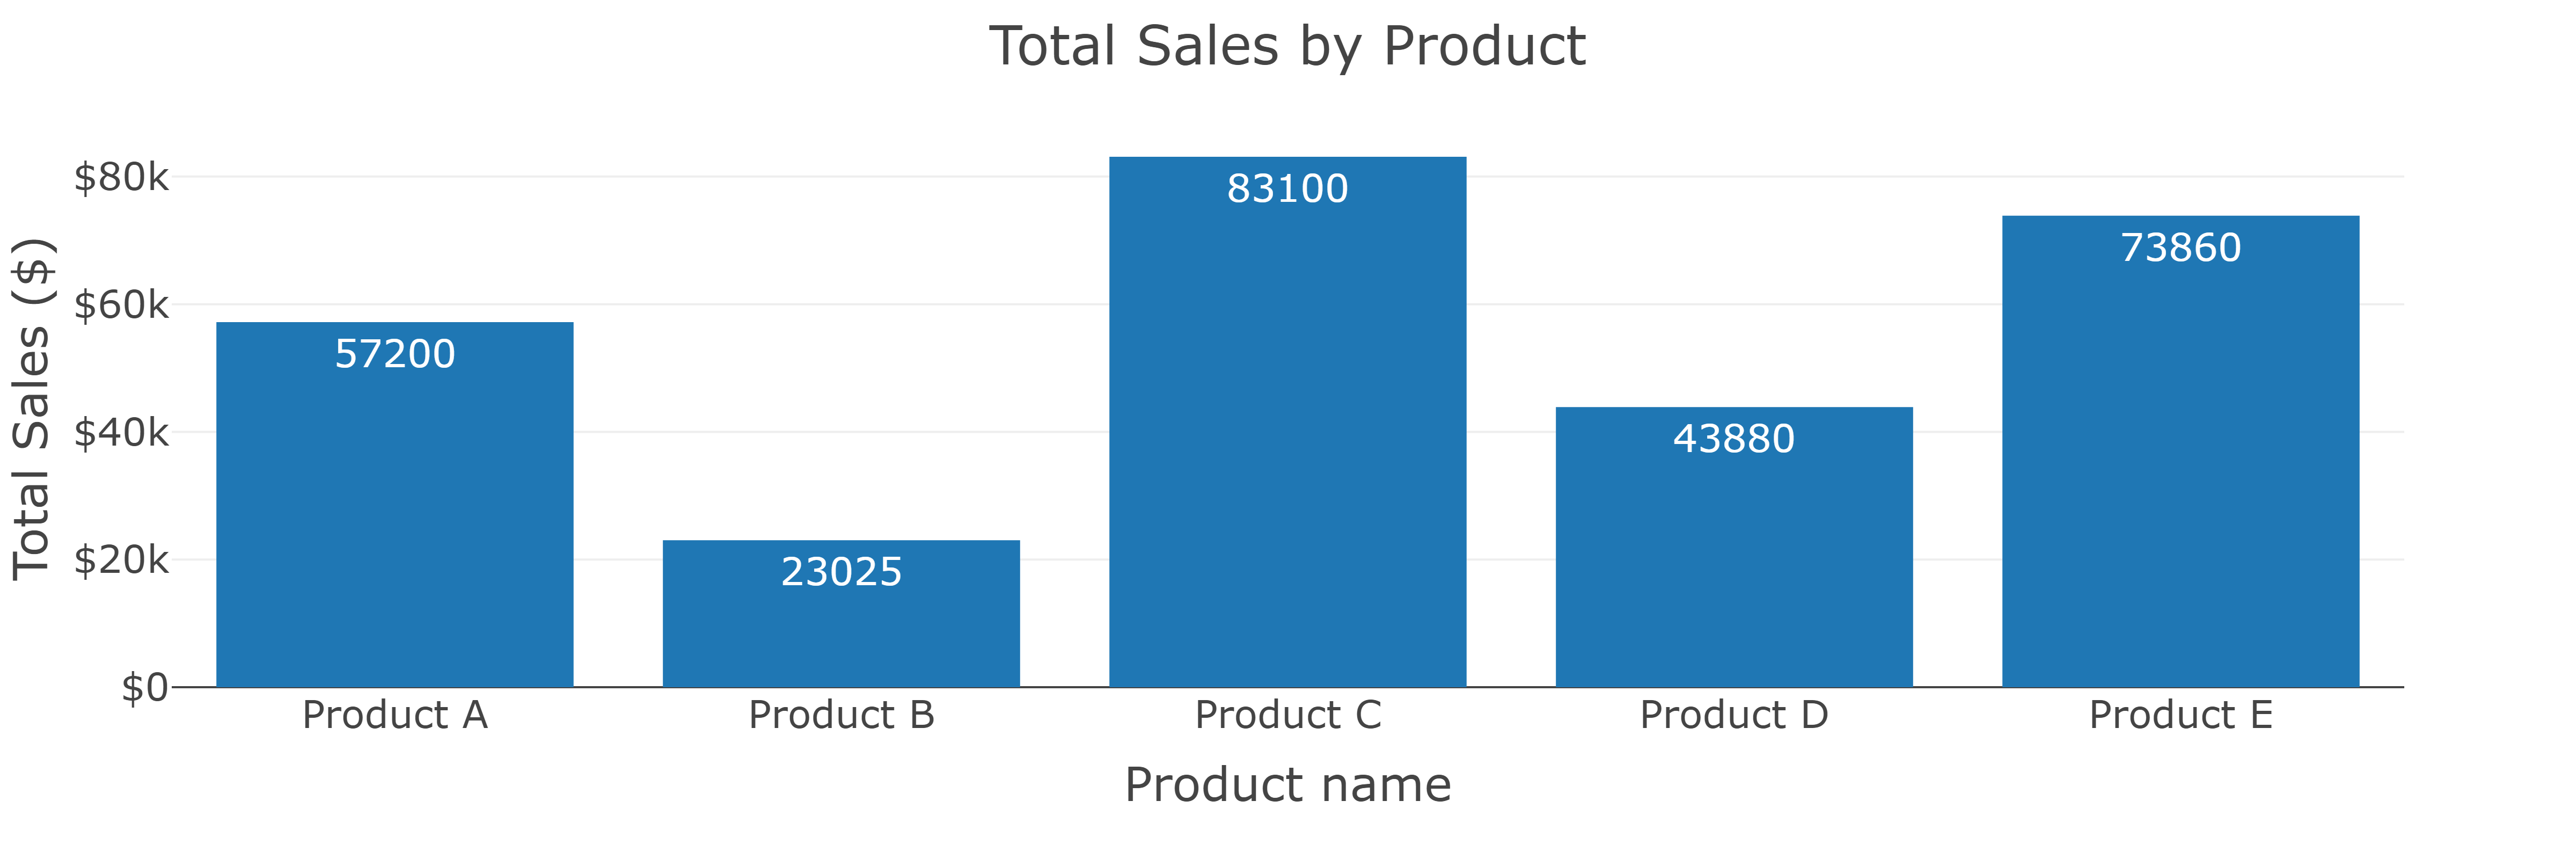 Total Sales by Product
Total Sales ($)
$80k
$60k
$40k
$20k
$0
57200
23025
83100
43880
73860
Product A
Product B
Product C
Product D
Product E
Product name